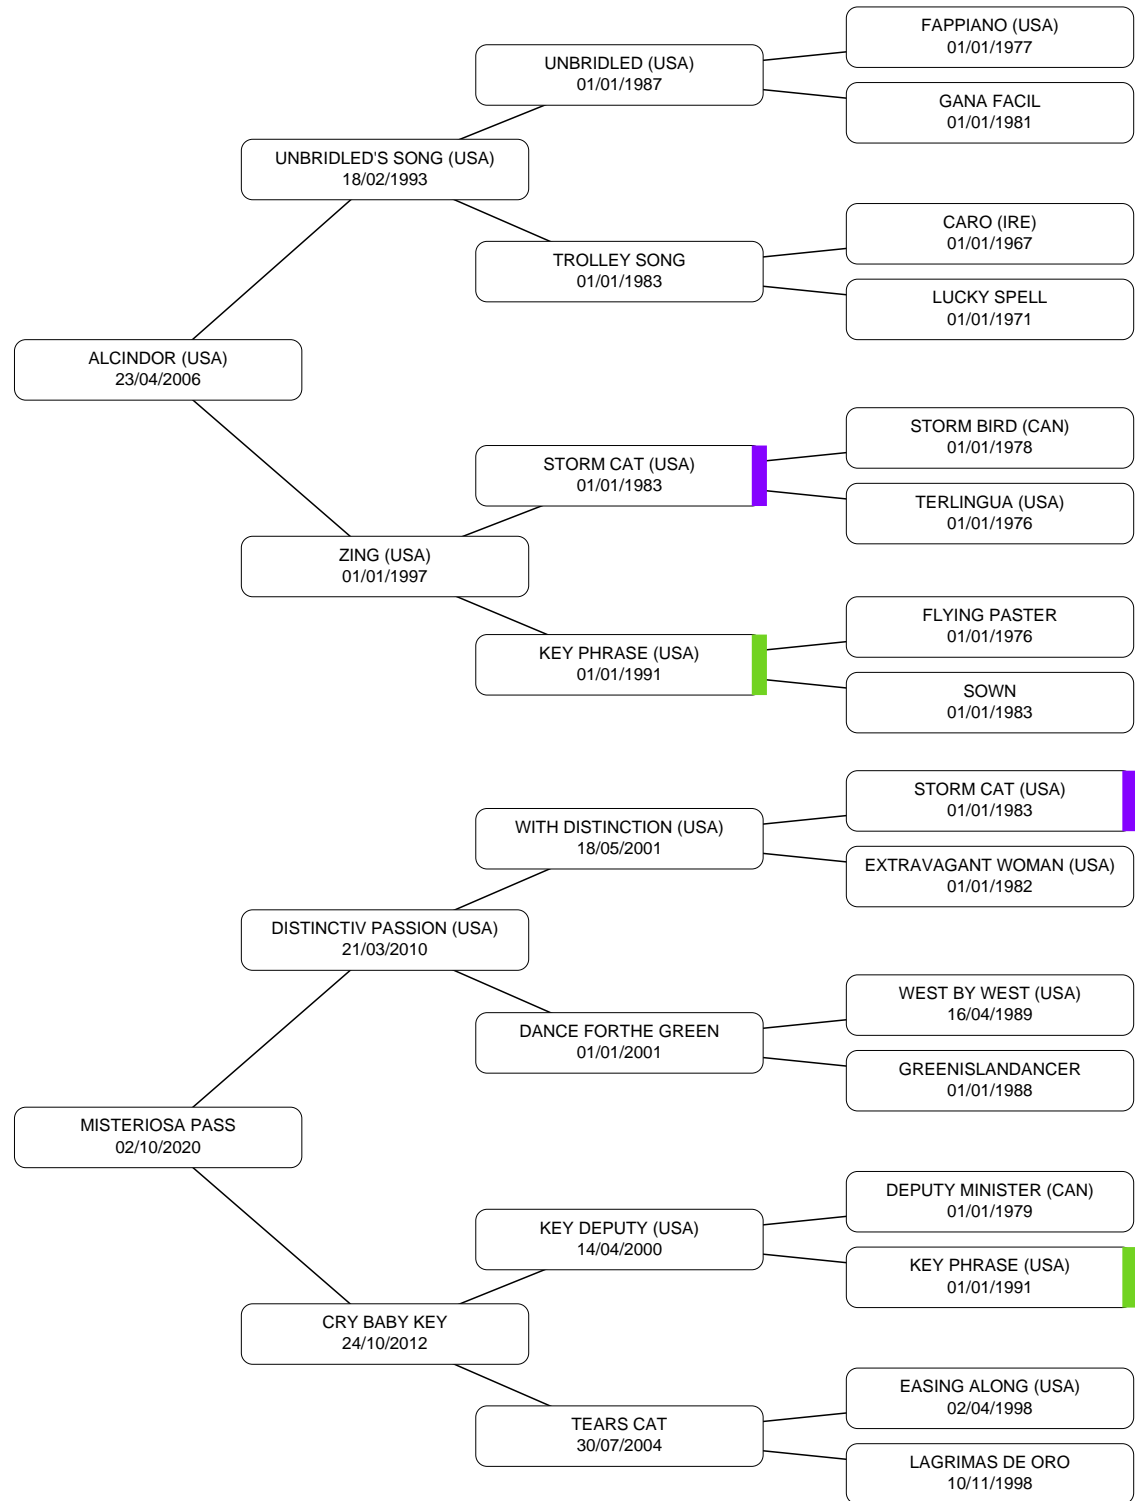 FAPPIANO (USA)
01/01/1977
UNBRIDLED (USA)
01/01/1987
GANA FACIL
01/01/1981
UNBRIDLED'S SONG (USA)
18/02/1993
CARO (IRE)
01/01/1967
TROLLEY SONG
01/01/1983
LUCKY SPELL
01/01/1971
ALCINDOR (USA)
23/04/2006
STORM BIRD (CAN)
01/01/1978
STORM CAT (USA)
01/01/1983
TERLINGUA (USA)
01/01/1976
ZING (USA)
01/01/1997
FLYING PASTER
01/01/1976
KEY PHRASE (USA)
01/01/1991
SOWN
01/01/1983
STORM CAT (USA)
01/01/1983
WITH DISTINCTION (USA)
18/05/2001
EXTRAVAGANT WOMAN (USA)
01/01/1982
DISTINCTIV PASSION (USA)
21/03/2010
WEST BY WEST (USA)
16/04/1989
DANCE FORTHE GREEN
01/01/2001
GREENISLANDANCER
01/01/1988
MISTERIOSA PASS
02/10/2020
DEPUTY MINISTER (CAN)
01/01/1979
KEY DEPUTY (USA)
14/04/2000
KEY PHRASE (USA)
01/01/1991
CRY BABY KEY
24/10/2012
EASING ALONG (USA)
02/04/1998
TEARS CAT
30/07/2004
LAGRIMAS DE ORO
10/11/1998